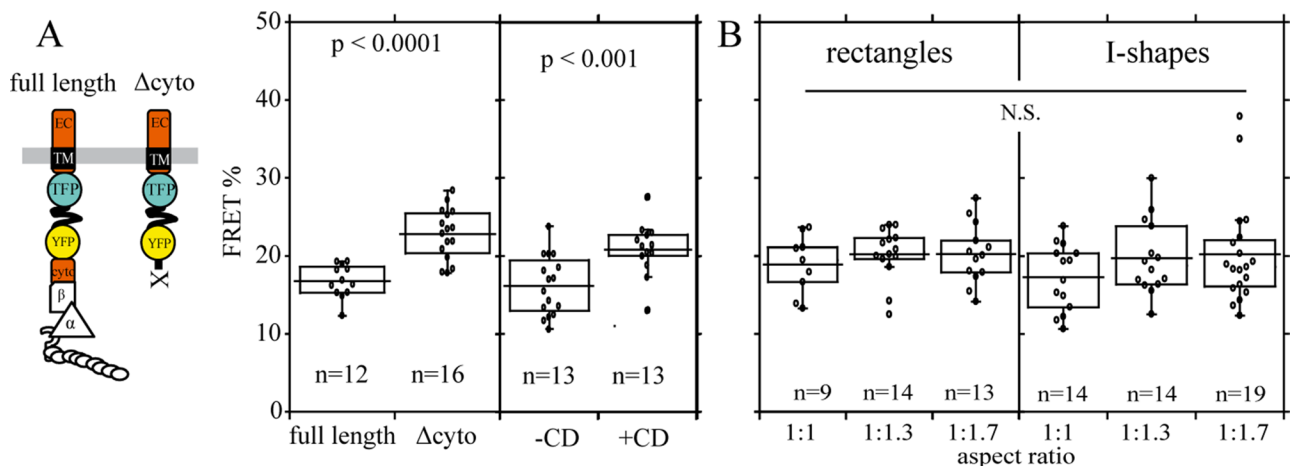 A
full length Δcyto
EC EC
TM TM
TFP TFP
YFP YFP
cyto X
β
α
FRET %
50
40
30
20
10
0
p < 0.0001
p < 0.001
n=12 n=16 n=13 n=13
full length Δcyto -CD +CD
B
rectangles I-shapes
N.S.
n=9 n=14 n=13 n=14 n=14 n=19
1:1 1:1.3 1:1.7 1:1 1:1.3 1:1.7
aspect ratio